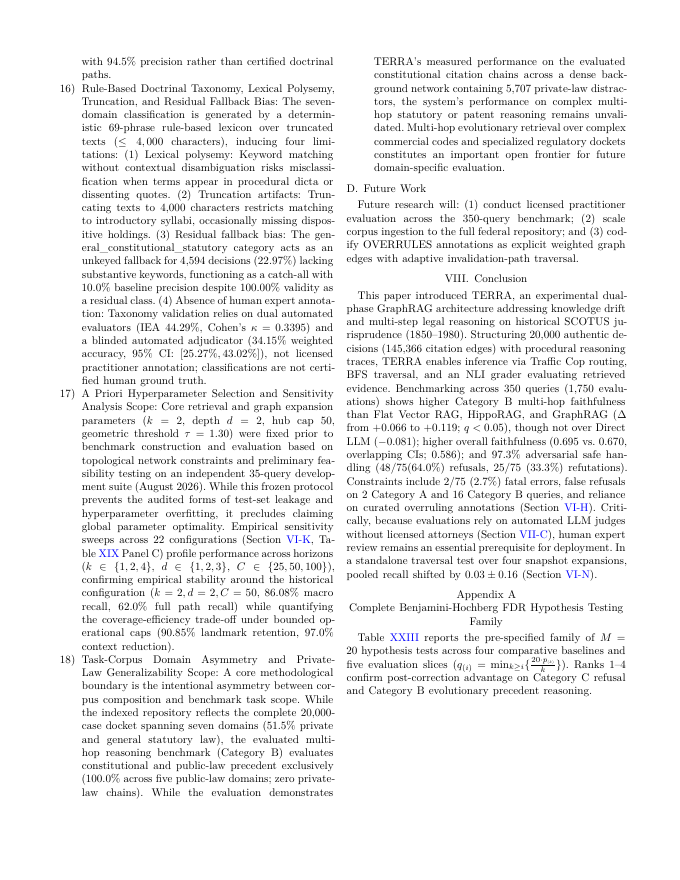 with 94.5% precision rather than certified doctrinal
paths.
16) Rule-Based Doctrinal Taxonomy, Lexical Polysemy,
Truncation, and Residual Fallback Bias: The seven-
domain classification is generated by a determin-
istic 69-phrase rule-based lexicon over truncated
texts (≤ 4,000 characters), inducing four limi-
tations: (1) Lexical polysemy: Keyword matching
without contextual disambiguation risks misclassi-
fication when terms appear in procedural dicta or
dissenting quotes. (2) Truncation artifacts: Trun-
cating texts to 4,000 characters restricts matching
to introductory syllabi, occasionally missing dispos-
itive holdings. (3) Residual fallback bias: The gen-
eral_constitutional_statutory category acts as an
unkeyed fallback for 4,594 decisions (22.97%) lacking
substantive keywords, functioning as a catch-all with
10.0% baseline precision despite 100.00% validity as
a residual class. (4) Absence of human expert annota-
tion: Taxonomy validation relies on dual automated
evaluators (IEA 44.29%, Cohen's κ = 0.3395) and
a blinded automated adjudicator (34.15% weighted
accuracy, 95% CI: [25.27%, 43.02%]), not licensed
practitioner annotation; classifications are not certi-
fied human ground truth.
17) A Priori Hyperparameter Selection and Sensitivity
Analysis Scope: Core retrieval and graph expansion
parameters (k = 2, depth d = 2, hub cap 50,
geometric threshold τ = 1.30) were fixed prior to
benchmark construction and evaluation based on
topological network constraints and preliminary fea-
sibility testing on an independent 35-query develop-
ment suite (August 2026). While this frozen protocol
prevents the audited forms of test-set leakage and
hyperparameter overfitting, it precludes claiming
global parameter optimality. Empirical sensitivity
sweeps across 22 configurations (Section VI-K, Ta-
ble XIX Panel C) profile performance across horizons
(k ∈ {1, 2, 4}, d ∈ {1, 2, 3}, C ∈ {25, 50, 100}),
confirming empirical stability around the historical
configuration (k = 2, d = 2, C = 50, 86.08% macro
recall, 62.0% full path recall) while quantifying
the coverage-efficiency trade-off under bounded op-
erational caps (90.85% landmark retention, 97.0%
context reduction).
18) Task-Corpus Domain Asymmetry and Private-
Law Generalizability Scope: A core methodological
boundary is the intentional asymmetry between cor-
pus composition and benchmark task scope. While
the indexed repository reflects the complete 20,000-
case docket spanning seven domains (51.5% private
and general statutory law), the evaluated multi-
hop reasoning benchmark (Category B) evaluates
constitutional and public-law precedent exclusively
(100.0% across five public-law domains; zero private-
law chains). While the evaluation demonstrates
TERRA's measured performance on the evaluated
constitutional citation chains across a dense back-
ground network containing 5,707 private-law distrac-
tors, the system's performance on complex multi-
hop statutory or patent reasoning remains unvali-
dated. Multi-hop evolutionary retrieval over complex
commercial codes and specialized regulatory dockets
constitutes an important open frontier for future
domain-specific evaluation.
D. Future Work
Future research will: (1) conduct licensed practitioner
evaluation across the 350-query benchmark; (2) scale
corpus ingestion to the full federal repository; and (3) cod-
ify OVERRULES annotations as explicit weighted graph
edges with adaptive invalidation-path traversal.
VIII. Conclusion
This paper introduced TERRA, an experimental dual-
phase GraphRAG architecture addressing knowledge drift
and multi-step legal reasoning on historical SCOTUS ju-
risprudence (1850–1980). Structuring 20,000 authentic de-
cisions (145,366 citation edges) with procedural reasoning
traces, TERRA enables inference via Traffic Cop routing,
BFS traversal, and an NLI grader evaluating retrieved
evidence. Benchmarking across 350 queries (1,750 evalu-
ations) shows higher Category B multi-hop faithfulness
than Flat Vector RAG, HippoRAG, and GraphRAG (Δ
from +0.066 to +0.119; q < 0.05), though not over Direct
LLM (−0.081); higher overall faithfulness (0.695 vs. 0.670,
overlapping CIs; 0.586); and 97.3% adversarial safe han-
dling (48/75(64.0%) refusals, 25/75 (33.3%) refutations).
Constraints include 2/75 (2.7%) fatal errors, false refusals
on 2 Category A and 16 Category B queries, and reliance
on curated overruling annotations (Section VI-H). Criti-
cally, because evaluations rely on automated LLM judges
without licensed attorneys (Section VII-C), human expert
review remains an essential prerequisite for deployment. In
a standalone traversal test over four snapshot expansions,
pooled recall shifted by 0.03 ± 0.16 (Section VI-N).
Appendix A
Complete Benjamini-Hochberg FDR Hypothesis Testing
Family
Table XXIII reports the pre-specified family of M =
20 hypothesis tests across four comparative baselines and
five evaluation slices (q(i) = min k≥i{20·p(k)/k}). Ranks 1–4
confirm post-correction advantage on Category C refusal
and Category B evolutionary precedent reasoning.